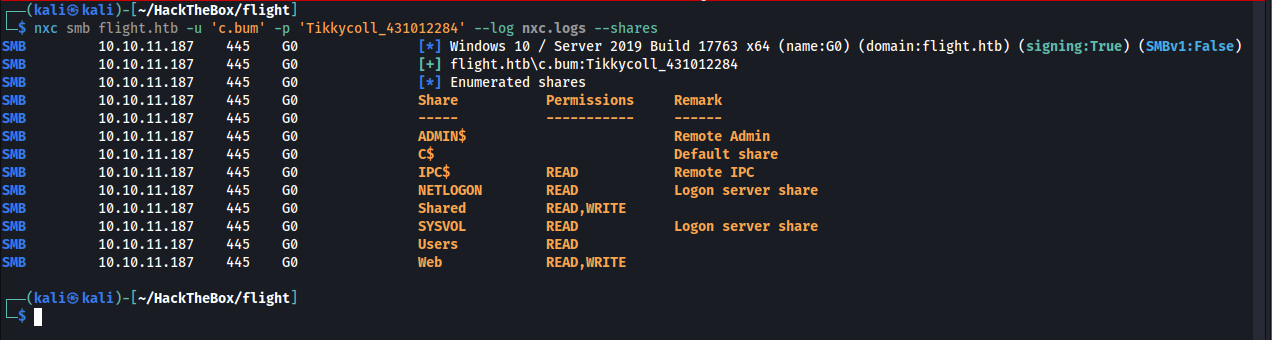 (kali㉿kali)-[~/HackTheBox/flight]
$ nxc smb flight.htb -u 'c.bum' -p 'Tikkycoll_431012284' --log nxc.logs --shares
SMB 10.10.11.187 445 G0 [*] Windows 10 / Server 2019 Build 17763 x64 (name:G0) (domain:flight.htb) (signing:True) (SMBv1:False)
SMB 10.10.11.187 445 G0 [+] flight.htb\c.bum:Tikkycoll_431012284
SMB 10.10.11.187 445 G0 [*] Enumerated shares
SMB 10.10.11.187 445 G0 Share Permissions Remark
SMB 10.10.11.187 445 G0 ----- ----------- ------
SMB 10.10.11.187 445 G0 ADMIN$ Remote Admin
SMB 10.10.11.187 445 G0 C$ Default share
SMB 10.10.11.187 445 G0 IPC$ READ Remote IPC
SMB 10.10.11.187 445 G0 NETLOGON READ Logon server share
SMB 10.10.11.187 445 G0 Shared READ,WRITE
SMB 10.10.11.187 445 G0 SYSVOL READ Logon server share
SMB 10.10.11.187 445 G0 Users READ
SMB 10.10.11.187 445 G0 Web READ,WRITE
(kali㉿kali)-[~/HackTheBox/flight]
$